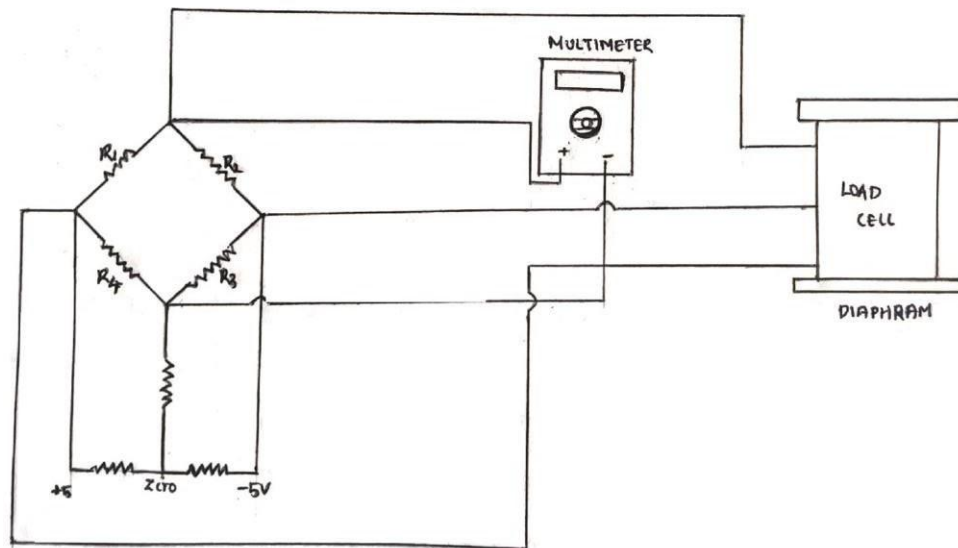 MULTIMETER
R1
R2
+
-
LOAD
CELL
R4
R3
DIAPHRAM
+5
Zero
-5V